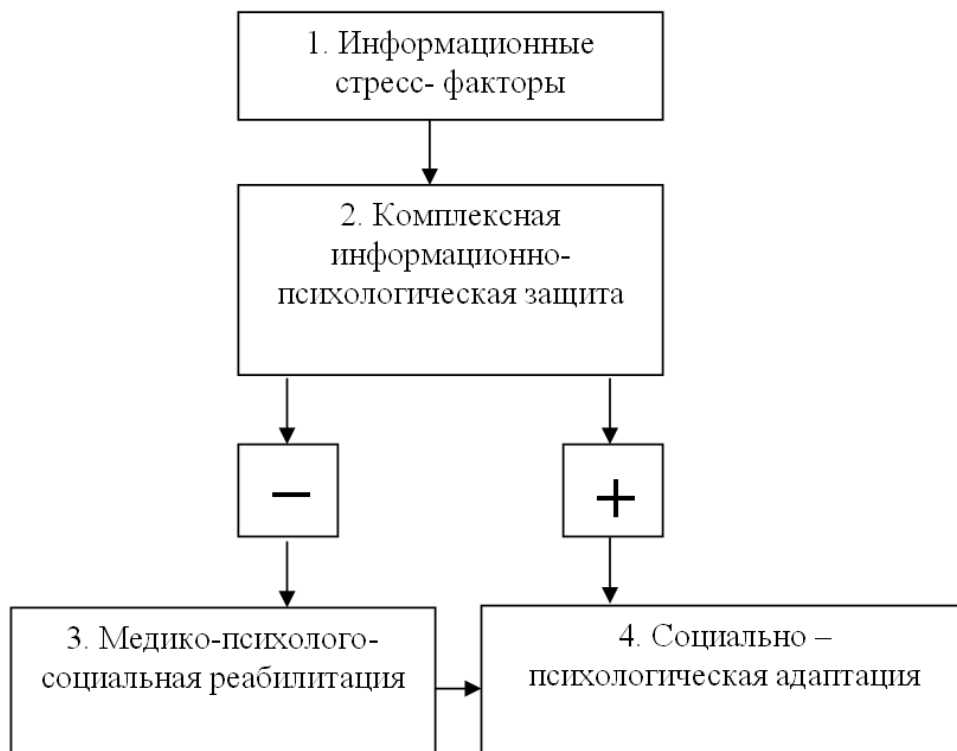 1. Информационные
стресс- факторы
2. Комплексная
информационно-
психологическая защита
—
+
3. Медико-психолого-
социальная реабилитация
4. Социально –
психологическая адаптация